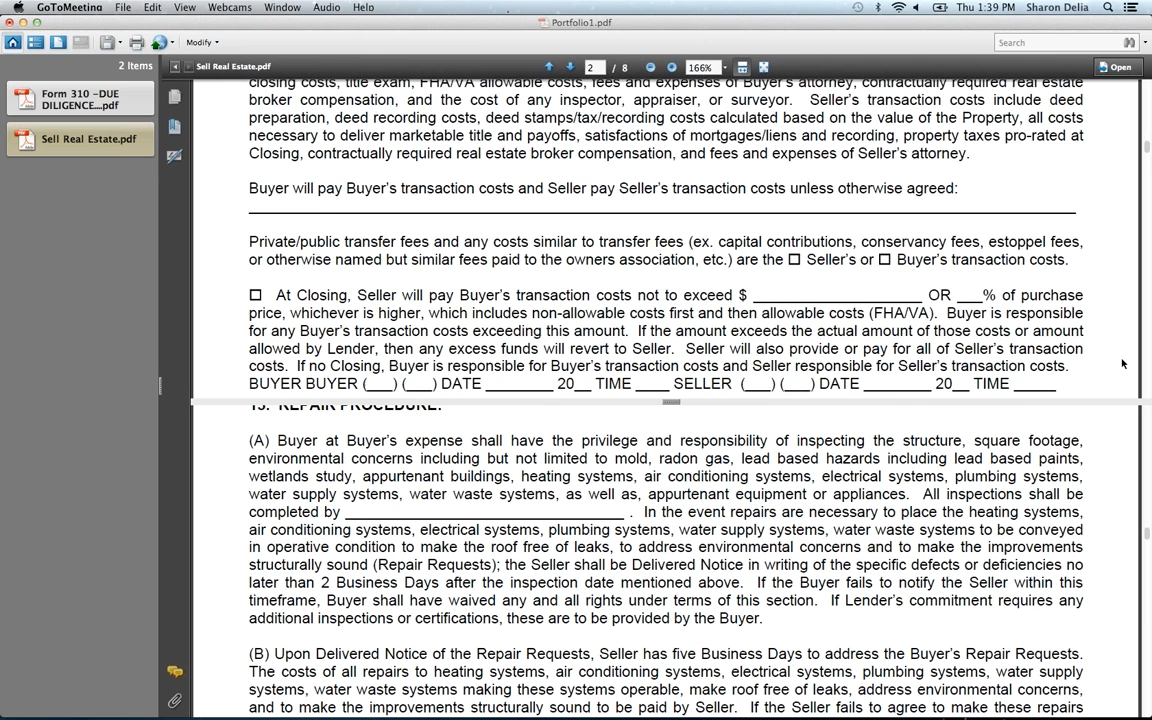 GoToMeeting File Edit View Webcams Window Audio Help Thu 1:39 PM Sharon Delia
Portfolio1.pdf
Modify Search
2 Items
Sell Real Estate.pdf 2 / 8 166% Open
Form 310 -DUE
DILIGENCE....pdf
Sell Real Estate.pdf
closing costs, title exam, FHA/VA allowable costs, fees and expenses of Buyer's attorney, contractually required real estate
broker compensation, and the cost of any inspector, appraiser, or surveyor. Seller's transaction costs include deed
preparation, deed recording costs, deed stamps/tax/recording costs calculated based on the value of the Property, all costs
necessary to deliver marketable title and payoffs, satisfactions of mortgages/liens and recording, property taxes pro-rated at
Closing, contractually required real estate broker compensation, and fees and expenses of Seller's attorney.
Buyer will pay Buyer's transaction costs and Seller pay Seller's transaction costs unless otherwise agreed:
Private/public transfer fees and any costs similar to transfer fees (ex. capital contributions, conservancy fees, estoppel fees,
or otherwise named but similar fees paid to the owners association, etc.) are the ☐ Seller's or ☐ Buyer's transaction costs.
☐ At Closing, Seller will pay Buyer's transaction costs not to exceed $ ____________________ OR ___% of purchase
price, whichever is higher, which includes non-allowable costs first and then allowable costs (FHA/VA). Buyer is responsible
for any Buyer's transaction costs exceeding this amount. If the amount exceeds the actual amount of those costs or amount
allowed by Lender, then any excess funds will revert to Seller. Seller will also provide or pay for all of Seller's transaction
costs. If no Closing, Buyer is responsible for Buyer's transaction costs and Seller responsible for Seller's transaction costs.
BUYER BUYER (___) (___) DATE ________ 20__ TIME ____ SELLER (___) (___) DATE ________ 20__ TIME _____
15. REPAIR PROCEDURE:
(A) Buyer at Buyer's expense shall have the privilege and responsibility of inspecting the structure, square footage,
environmental concerns including but not limited to mold, radon gas, lead based hazards including lead based paints,
wetlands study, appurtenant buildings, heating systems, air conditioning systems, electrical systems, plumbing systems,
water supply systems, water waste systems, as well as, appurtenant equipment or appliances. All inspections shall be
completed by ________________________________ . In the event repairs are necessary to place the heating systems,
air conditioning systems, electrical systems, plumbing systems, water supply systems, water waste systems to be conveyed
in operative condition to make the roof free of leaks, to address environmental concerns and to make the improvements
structurally sound (Repair Requests); the Seller shall be Delivered Notice in writing of the specific defects or deficiencies no
later than 2 Business Days after the inspection date mentioned above. If the Buyer fails to notify the Seller within this
timeframe, Buyer shall have waived any and all rights under terms of this section. If Lender's commitment requires any
additional inspections or certifications, these are to be provided by the Buyer.
(B) Upon Delivered Notice of the Repair Requests, Seller has five Business Days to address the Buyer's Repair Requests.
The costs of all repairs to heating systems, air conditioning systems, electrical systems, plumbing systems, water supply
systems, water waste systems making these systems operable, make roof free of leaks, address environmental concerns,
and to make the improvements structurally sound to be paid by Seller. If the Seller fails to agree to make these repairs